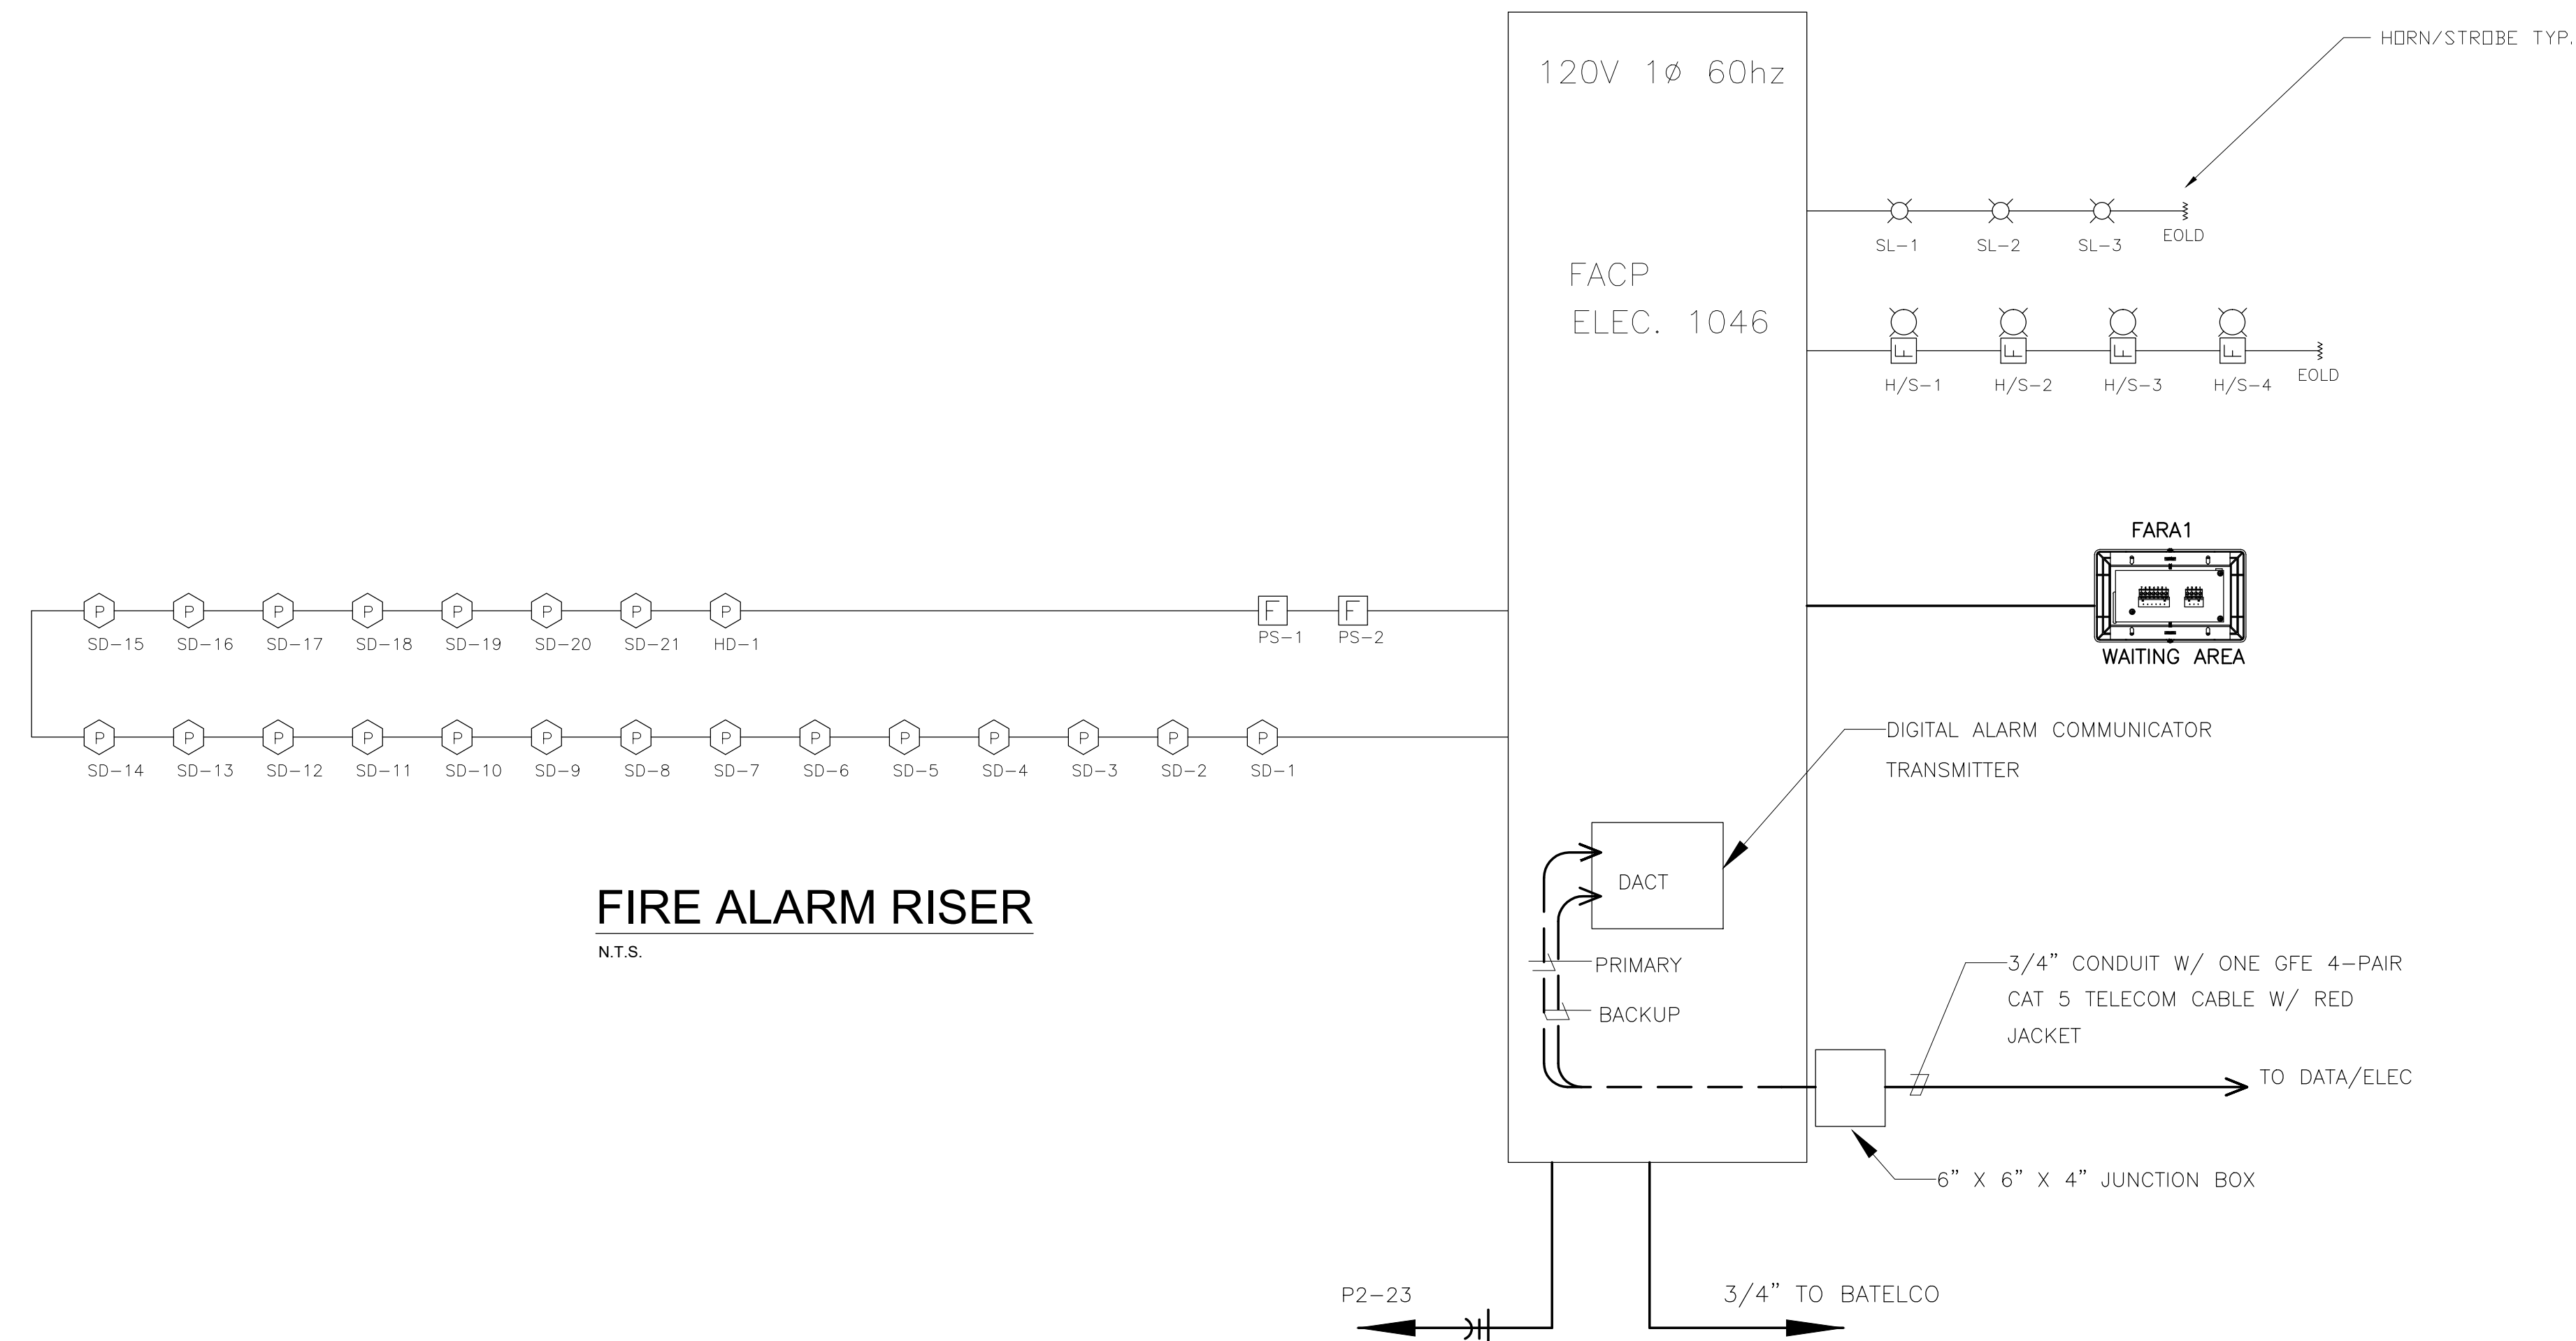 120V 1ø 60hz
HORN/STROBE TYP.
SL-1 SL-2 SL-3 EOLD
FACP
ELEC. 1046
H/S-1 H/S-2 H/S-3 H/S-4 EOLD
F F F F
FARA1
WAITING AREA
P P P P P P P P F F
SD-15 SD-16 SD-17 SD-18 SD-19 SD-20 SD-21 HD-1 PS-1 PS-2
P P P P P P P P P P P P P P
SD-14 SD-13 SD-12 SD-11 SD-10 SD-9 SD-8 SD-7 SD-6 SD-5 SD-4 SD-3 SD-2 SD-1
DIGITAL ALARM COMMUNICATOR
TRANSMITTER
DACT
FIRE ALARM RISER
N.T.S.
PRIMARY
BACKUP
3/4" CONDUIT W/ ONE GFE 4-PAIR
CAT 5 TELECOM CABLE W/ RED
JACKET
TO DATA/ELEC
6" X 6" X 4" JUNCTION BOX
P2-23
3/4" TO BATELCO